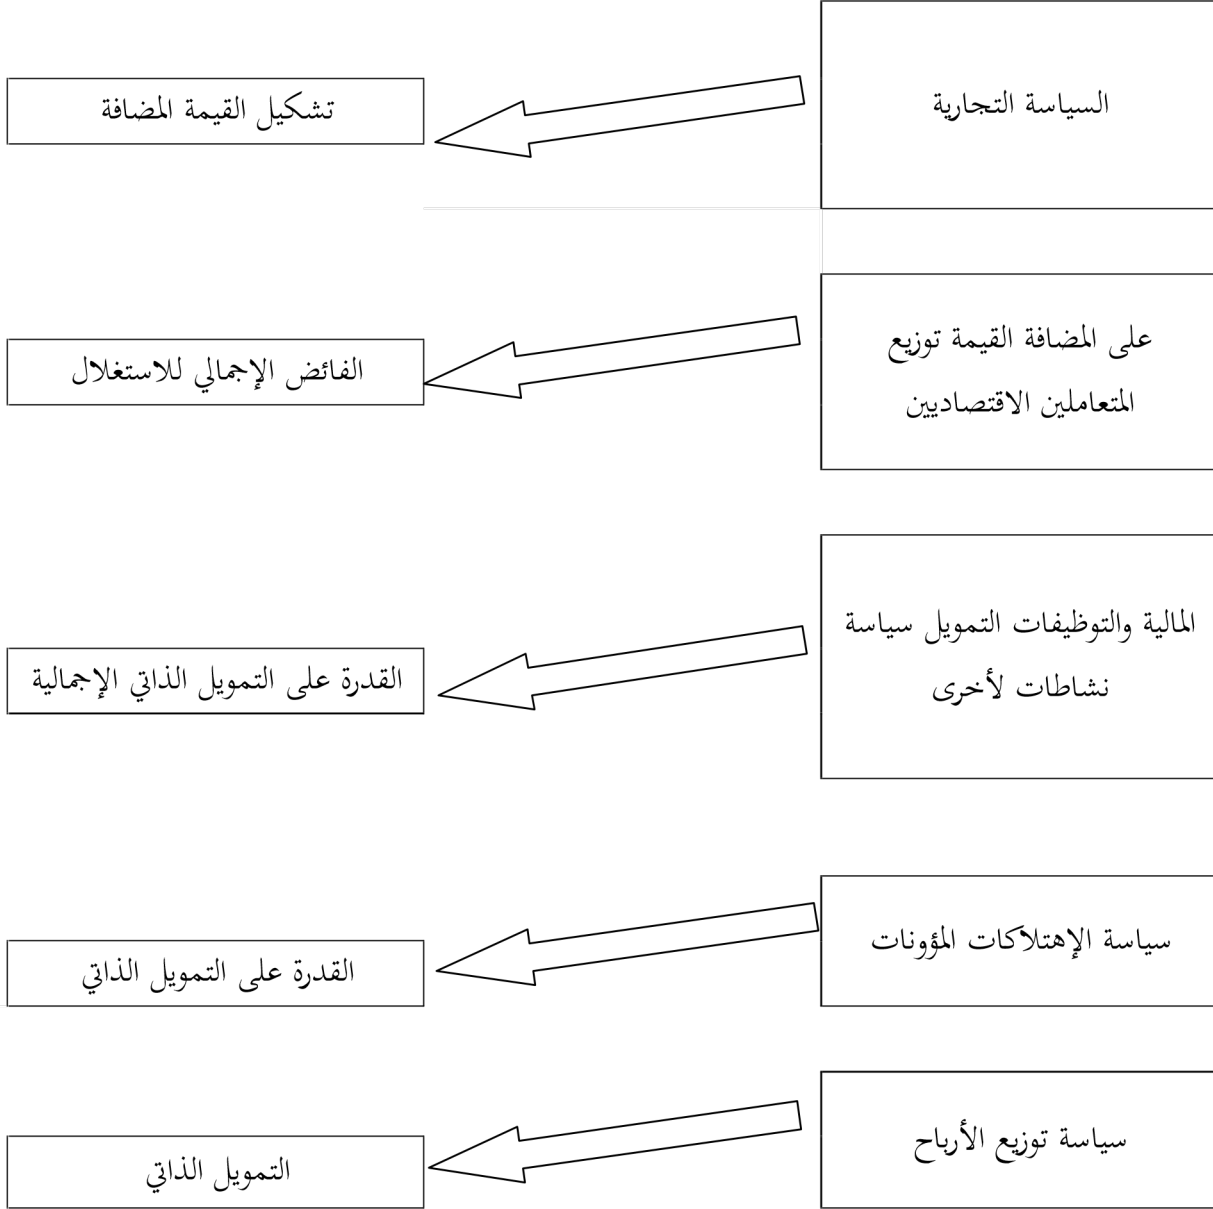 السياسة التجارية
تشكيل القيمة المضافة
على المضافة القيمة توزيع
المتعاملين الاقتصاديين
الفائض الإجمالي للاستغلال
المالية والتوظيفات التمويل سياسة
نشاطات لأخرى
القدرة على التمويل الذاتي الإجمالية
سياسة الإهتلاكات المؤونات
القدرة على التمويل الذاتي
سياسة توزيع الأرباح
التمويل الذاتي